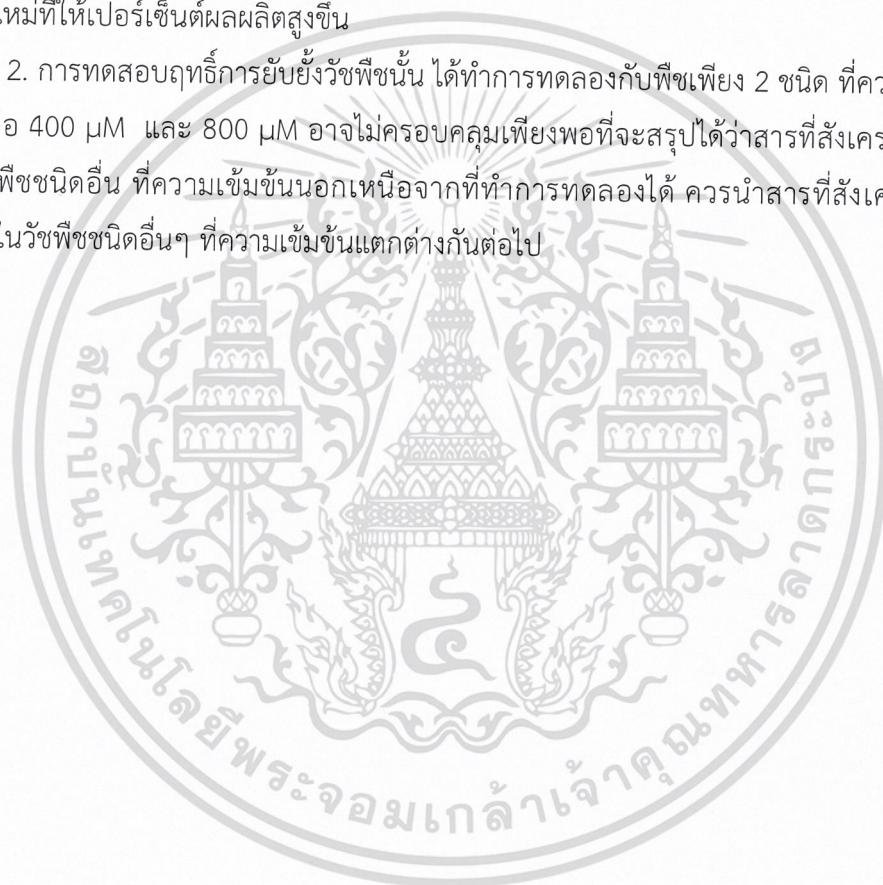 ใหม่ที่ให้เปอร์เซ็นต์ผลผลิตสูงขึ้น
2. การทดสอบฤทธิ์การยับยั้งวัชพืชนั้น ได้ทำการทดลองกับพืชเพียง 2 ชนิด ที่คว
อ 400 µM และ 800 µM อาจไม่ครอบคลุมเพียงพอที่จะสรุปได้ว่าสารที่สังเคร
พืชชนิดอื่น ที่ความเข้มข้นนอกเหนือจากที่ทำการทดลองได้ ควรนำสารที่สังเค
ในวัชพืชชนิดอื่นๆ ที่ความเข้มข้นแตกต่างกันต่อไป
สถาบันเทคโนโลยีพระจอมเกล้าเจ้าคุณทหารลาดกระบัง